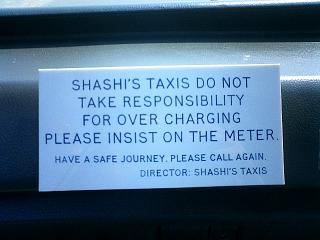 SHASHI'S TAXIS DO NOT
TAKE RESPONSIBILITY
FOR OVER CHARGING
PLEASE INSIST ON THE METER.
HAVE A SAFE JOURNEY. PLEASE CALL AGAIN.
DIRECTOR: SHASHI'S TAXIS